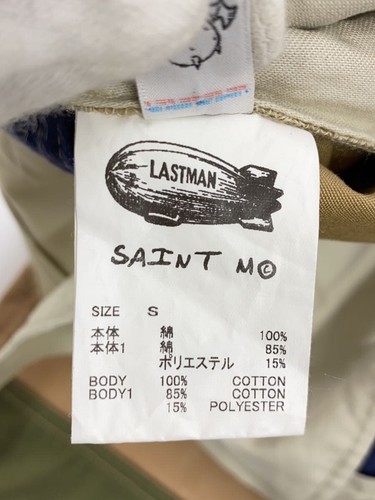 LASTMAN
SAINT M©
SIZE S
本体 綿 100%
本体1 綿 85%
ポリエステル 15%
BODY 100% COTTON
BODY1 85% COTTON
15% POLYESTER